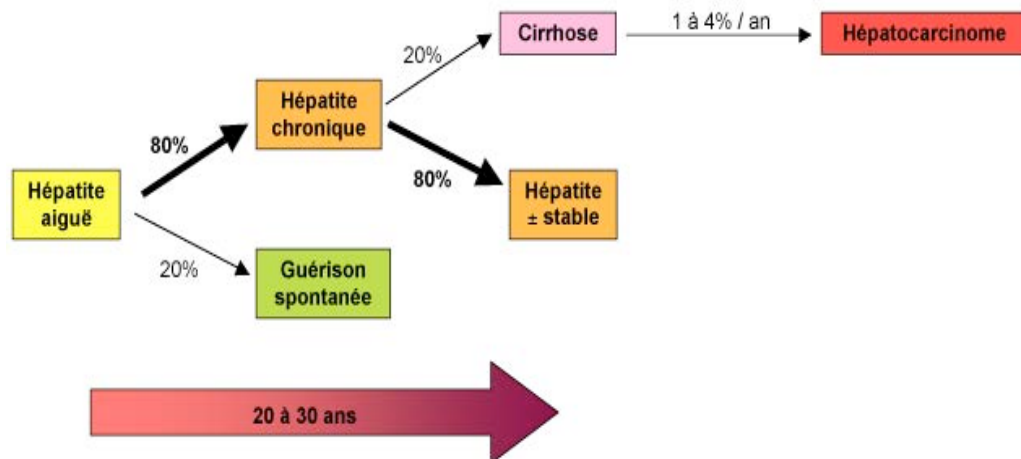 Cirrhose
1 à 4% / an
Hépatocarcinome
20%
Hépatite
chronique
80%
80%
Hépatite
aiguë
Hépatite
± stable
20%
Guérison
spontanée
20 à 30 ans